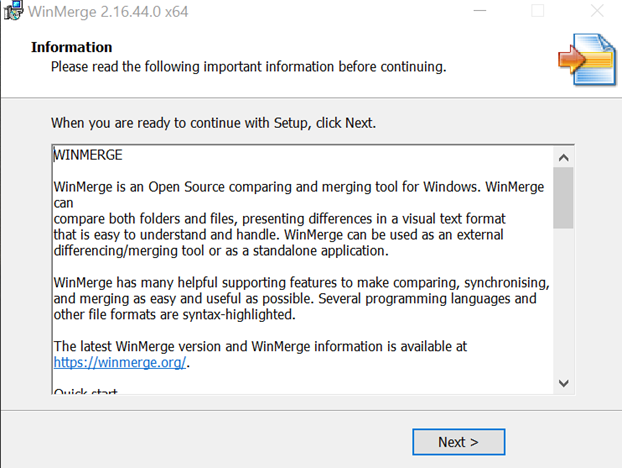 WinMerge 2.16.44.0 x64
Information
Please read the following important information before continuing.
When you are ready to continue with Setup, click Next.
WINMERGE
WinMerge is an Open Source comparing and merging tool for Windows. WinMerge
can
compare both folders and files, presenting differences in a visual text format
that is easy to understand and handle. WinMerge can be used as an external
differencing/merging tool or as a standalone application.
WinMerge has many helpful supporting features to make comparing, synchronising,
and merging as easy and useful as possible. Several programming languages and
other file formats are syntax-highlighted.
The latest WinMerge version and WinMerge information is available at
https://winmerge.org/.
Quick start
Next >